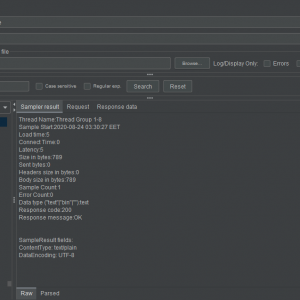 file
Browse...
Log/Display Only:
Errors
Case sensitive
Regular exp.
Search
Reset
Sampler result
Request
Response data
Thread Name:Thread Group 1-8
Sample Start:2020-08-24 03:30:27 EET
Load time:5
Connect Time:0
Latency:5
Size in bytes:789
Sent bytes:0
Headers size in bytes:0
Body size in bytes:789
Sample Count:1
Error Count:0
Data type ("text"|"bin"|""):text
Response code:200
Response message:OK
SampleResult fields:
ContentType: text/plain
DataEncoding: UTF-8
Raw
Parsed